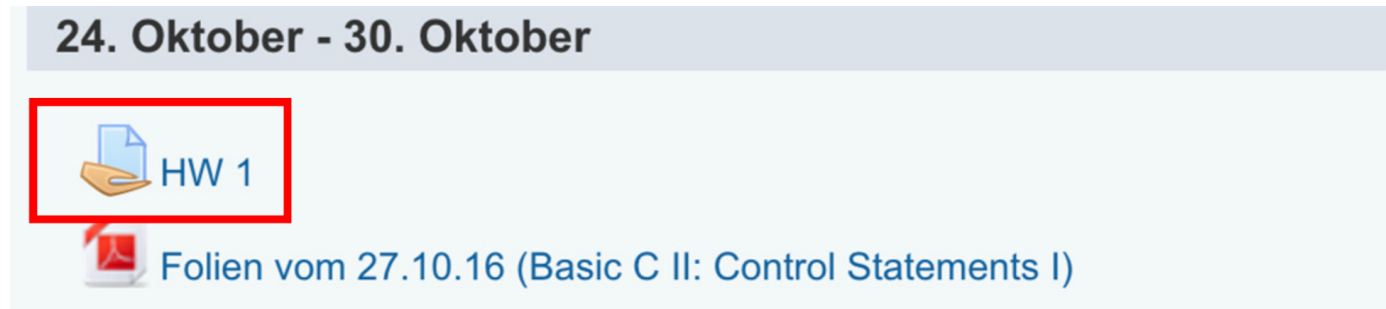 24. Oktober - 30. Oktober
HW 1
Folien vom 27.10.16 (Basic C II: Control Statements I)